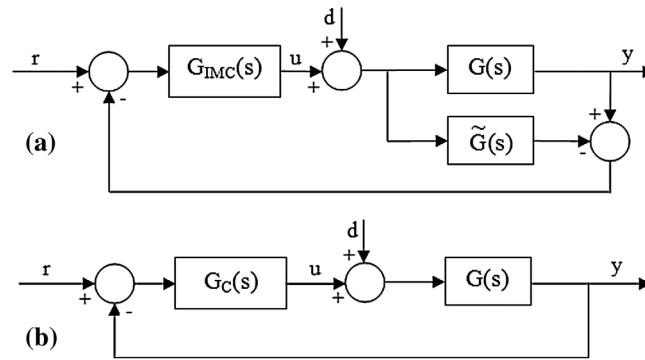 d
r + - G_IMC(s) u + + G(s) y
(a) G̃(s) + -
d
r + - G_C(s) u + + G(s) y
(b)